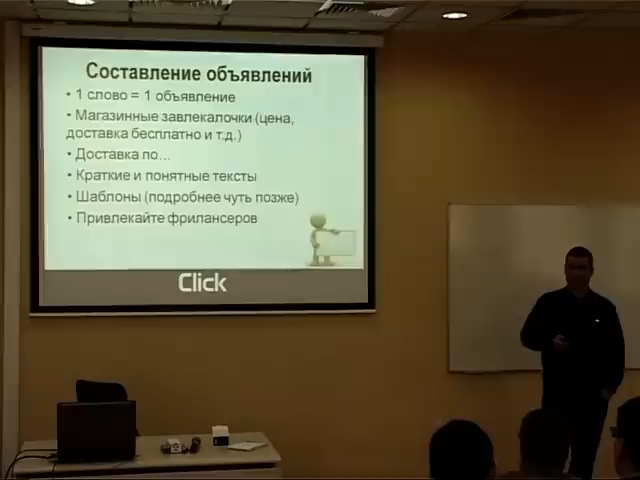 Составление объявлений
• 1 слово = 1 объявление
• Магазинные завлекалочки (цена,
доставка бесплатно и т.д.)
• Доставка по...
• Краткие и понятные тексты
• Шаблоны (подробнее чуть позже)
• Привлекайте фрилансеров
Click